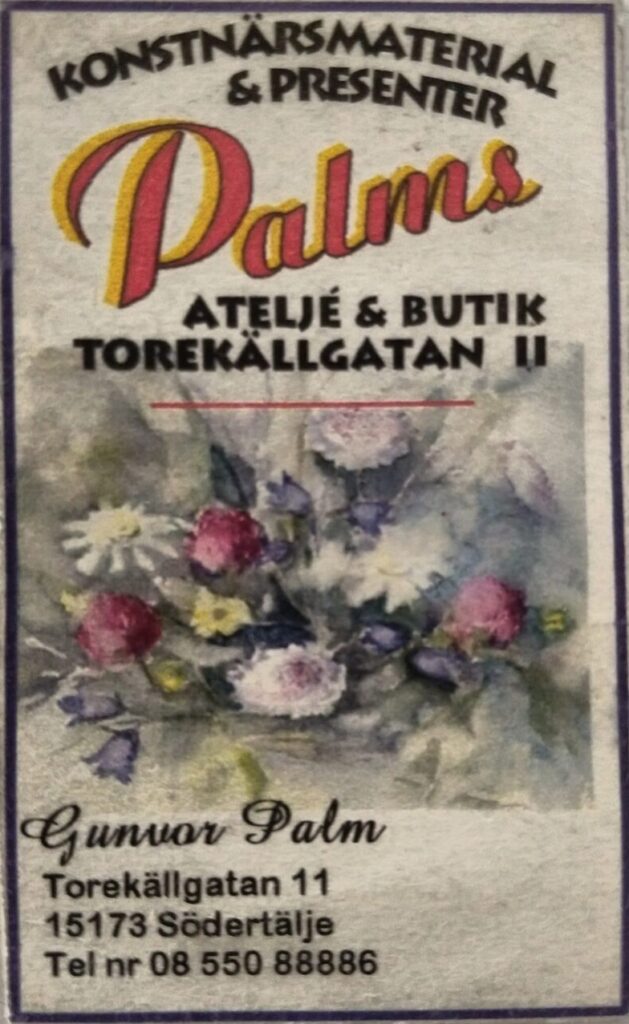 KONSTNÄRSMATERIAL
& PRESENTER
Palms
ATELJÉ & BUTIK
TOREKÄLLGATAN 11
Gunvor Palm
Torekällgatan 11
15173 Södertälje
Tel nr 08 550 88886